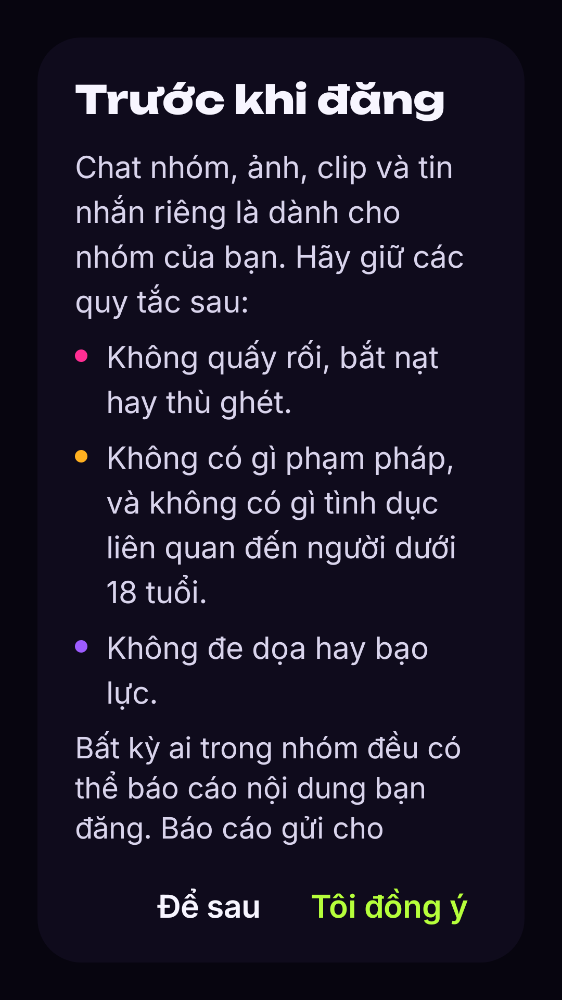 Trước khi đăng
Chat nhóm, ảnh, clip và tin
nhắn riêng là dành cho
nhóm của bạn. Hãy giữ các
quy tắc sau:
Không quấy rối, bắt nạt
hay thù ghét.
Không có gì phạm pháp,
và không có gì tình dục
liên quan đến người dưới
18 tuổi.
Không đe dọa hay bạo
lực.
Bất kỳ ai trong nhóm đều có
thể báo cáo nội dung bạn
đăng. Báo cáo gửi cho
Để sau
Tôi đồng ý